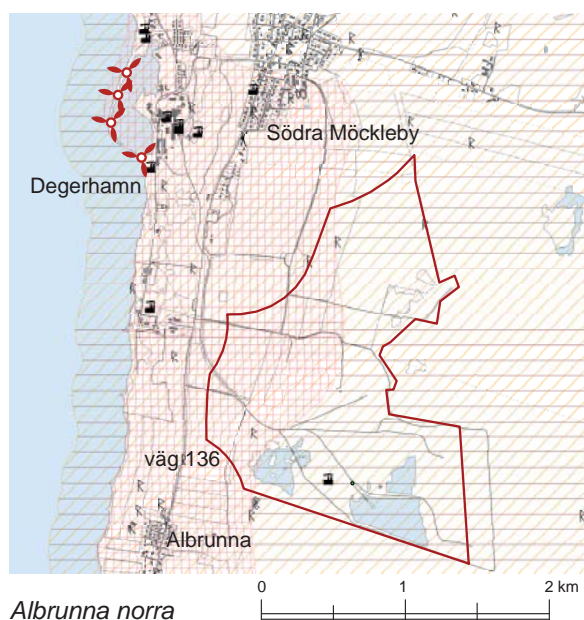 Södra Möckleby
Degerhamn
väg 136
Albrunna
0 1 2 km
Albrunna norra